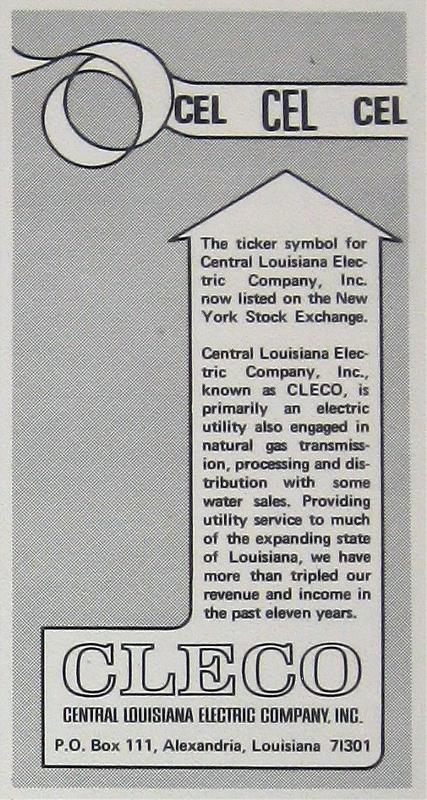 CEL CEL CEL
The ticker symbol for
Central Louisiana Elec-
tric Company, Inc.
now listed on the New
York Stock Exchange.
Central Louisiana Elec-
tric Company, Inc.,
known as CLECO, is
primarily an electric
utility also engaged in
natural gas transmiss-
ion, processing and dis-
tribution with some
water sales. Providing
utility service to much
of the expanding state
of Louisiana, we have
more than tripled our
revenue and income in
the past eleven years.
CLECO
CENTRAL LOUISIANA ELECTRIC COMPANY, INC.
P.O. Box 111, Alexandria, Louisiana 71301